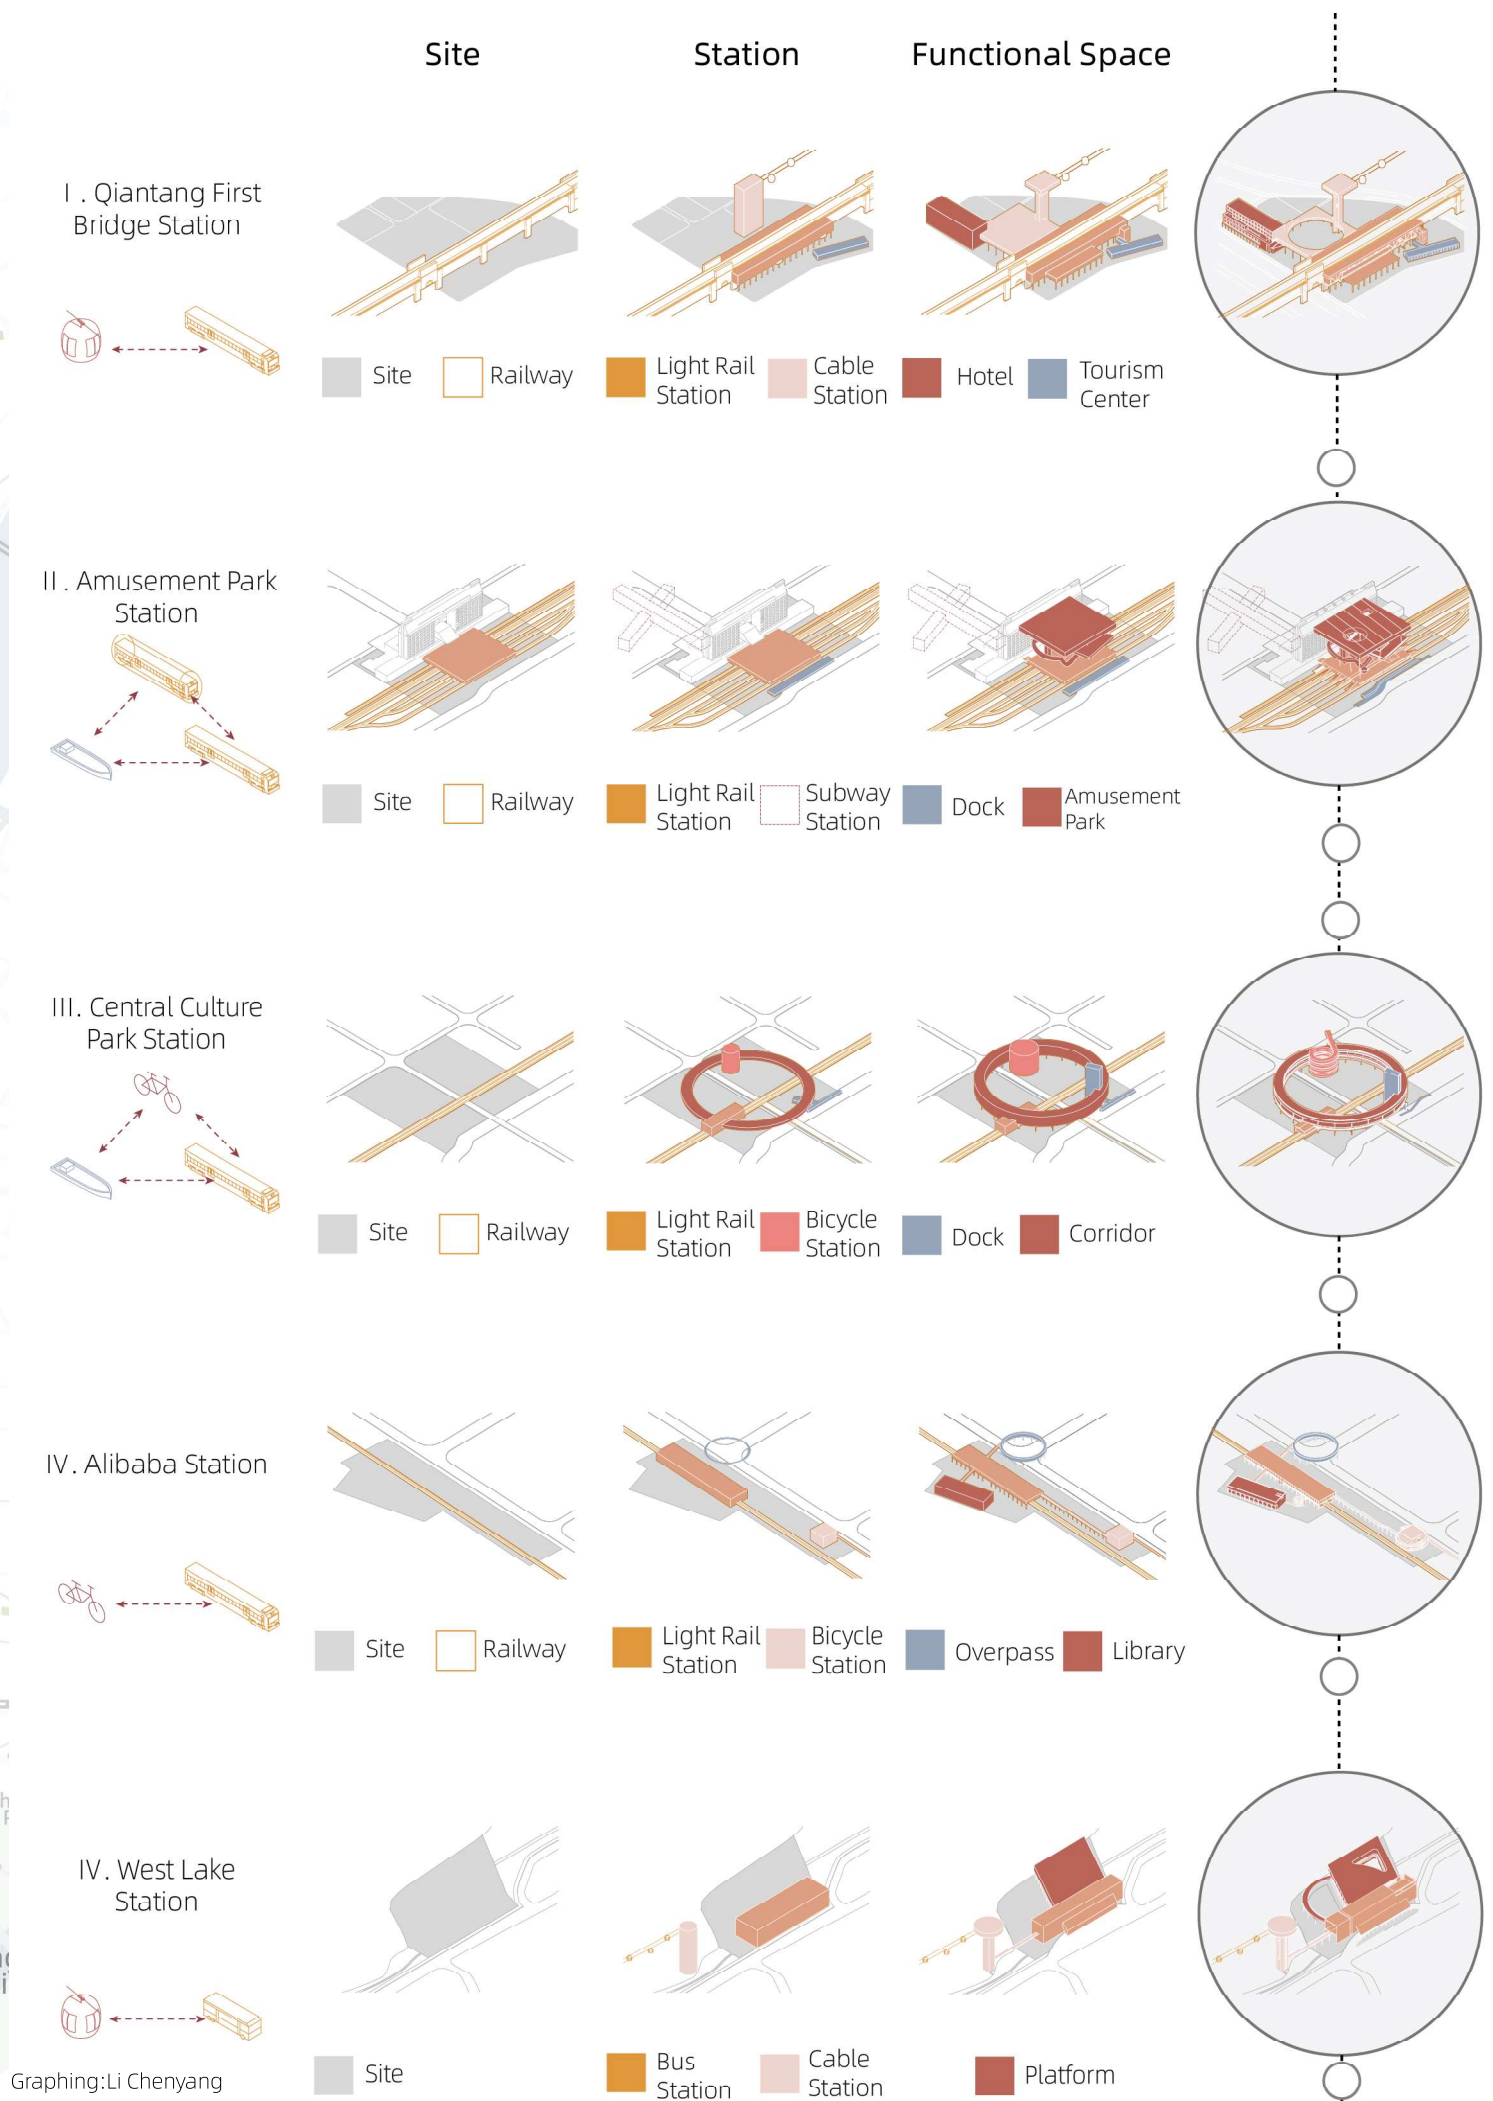 Site
Station
Functional Space
I . Qiantang First
Bridge Station
Site
Railway
Light Rail
Station
Cable
Station
Hotel
Tourism
Center
II . Amusement Park
Station
Site
Railway
Light Rail
Station
Subway
Station
Dock
Amusement
Park
III. Central Culture
Park Station
Site
Railway
Light Rail
Station
Bicycle
Station
Dock
Corridor
IV. Alibaba Station
Site
Railway
Light Rail
Station
Bicycle
Station
Overpass
Library
IV. West Lake
Station
Site
Bus
Station
Cable
Station
Platform
Graphing:Li Chenyang